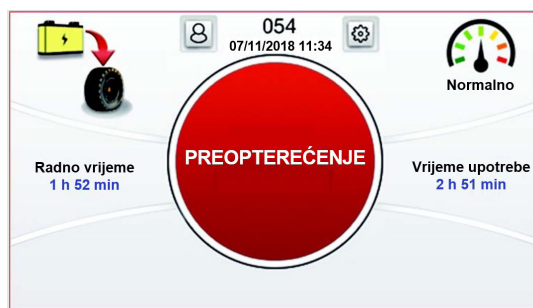 054
07/11/2018 11:34
Normalno
PREOPTEREĆENJE
Radno vrijeme
1 h 52 min
Vrijeme upotrebe
2 h 51 min